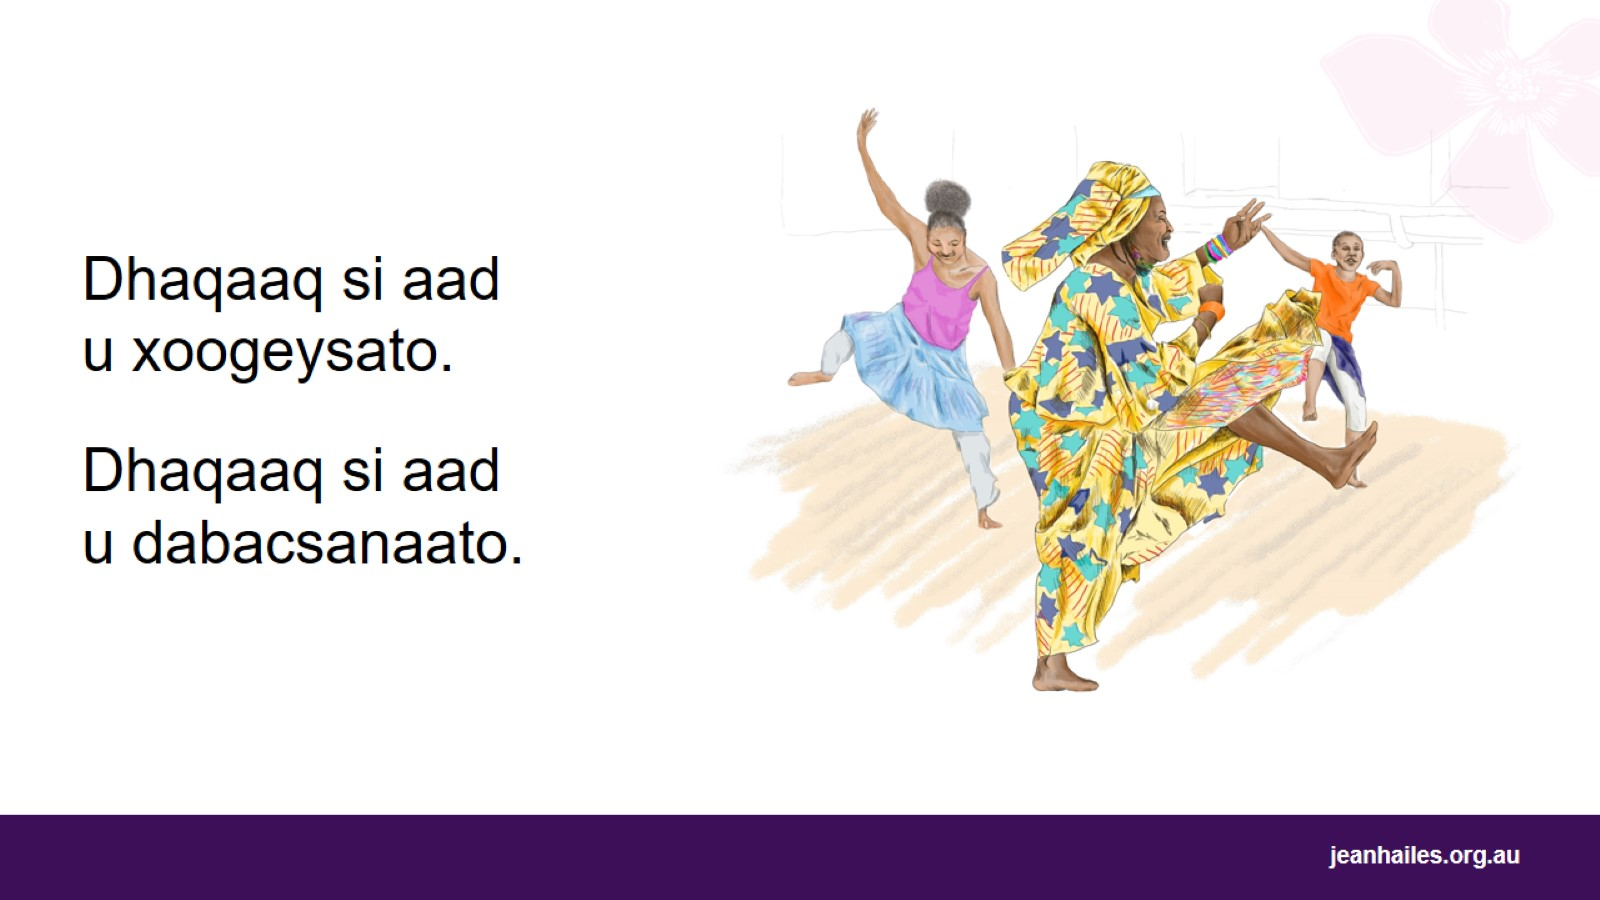 Dhaqaaq si aad
u xoogeysato.
Dhaqaaq si aad
u dabacsanaato.
jeanhailes.org.au